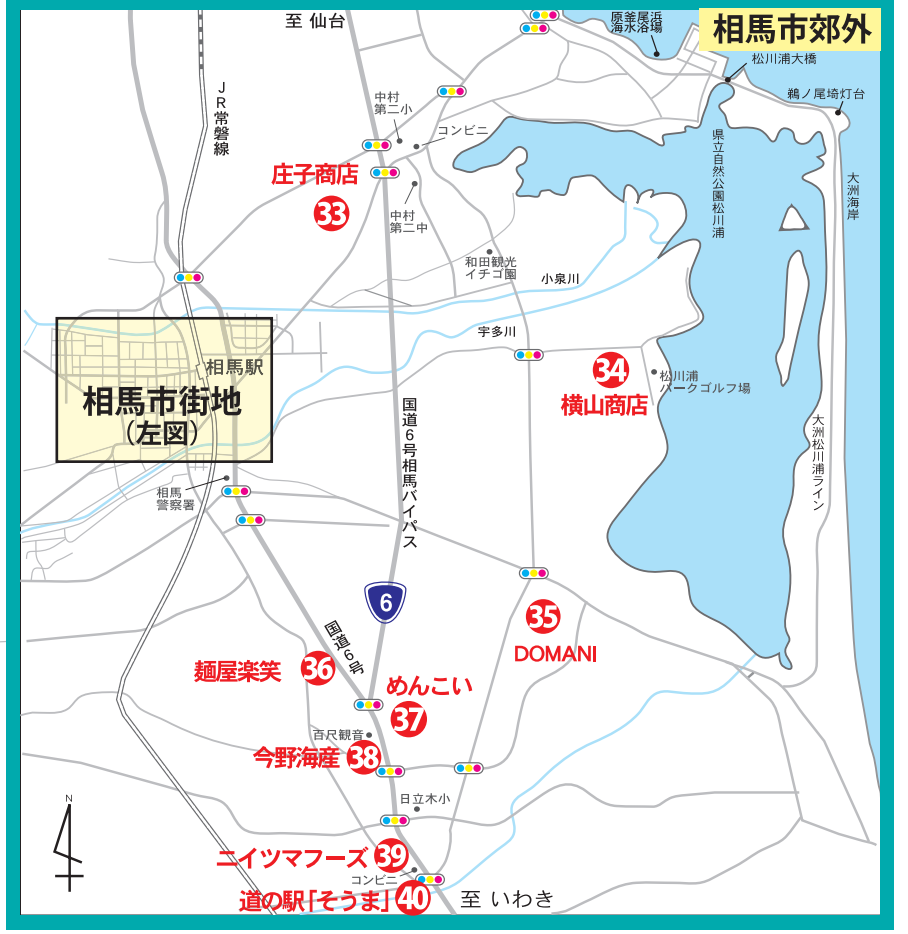 相馬市郊外
至 仙台
原釜尾浜
海水浴場
松川浦大橋
鵜ノ尾埼灯台
JR常磐線
中村
第二小
コンビニ
庄子商店
33
中村
第二中
県立自然公園松川浦
大洲海岸
和田観光
イチゴ園
小泉川
宇多川
相馬駅
相馬市街地
(左図)
34
横山商店
松川浦
パークゴルフ場
国道6号相馬バイパス
大洲松川浦ライン
相馬
警察署
6
35
DOMANI
国道6号
麺屋楽笑
36
めんこい
37
百尺観音
今野海産
38
日立木小
ニイツマフーズ
39
コンビニ
道の駅「そうま」
40
至 いわき
N